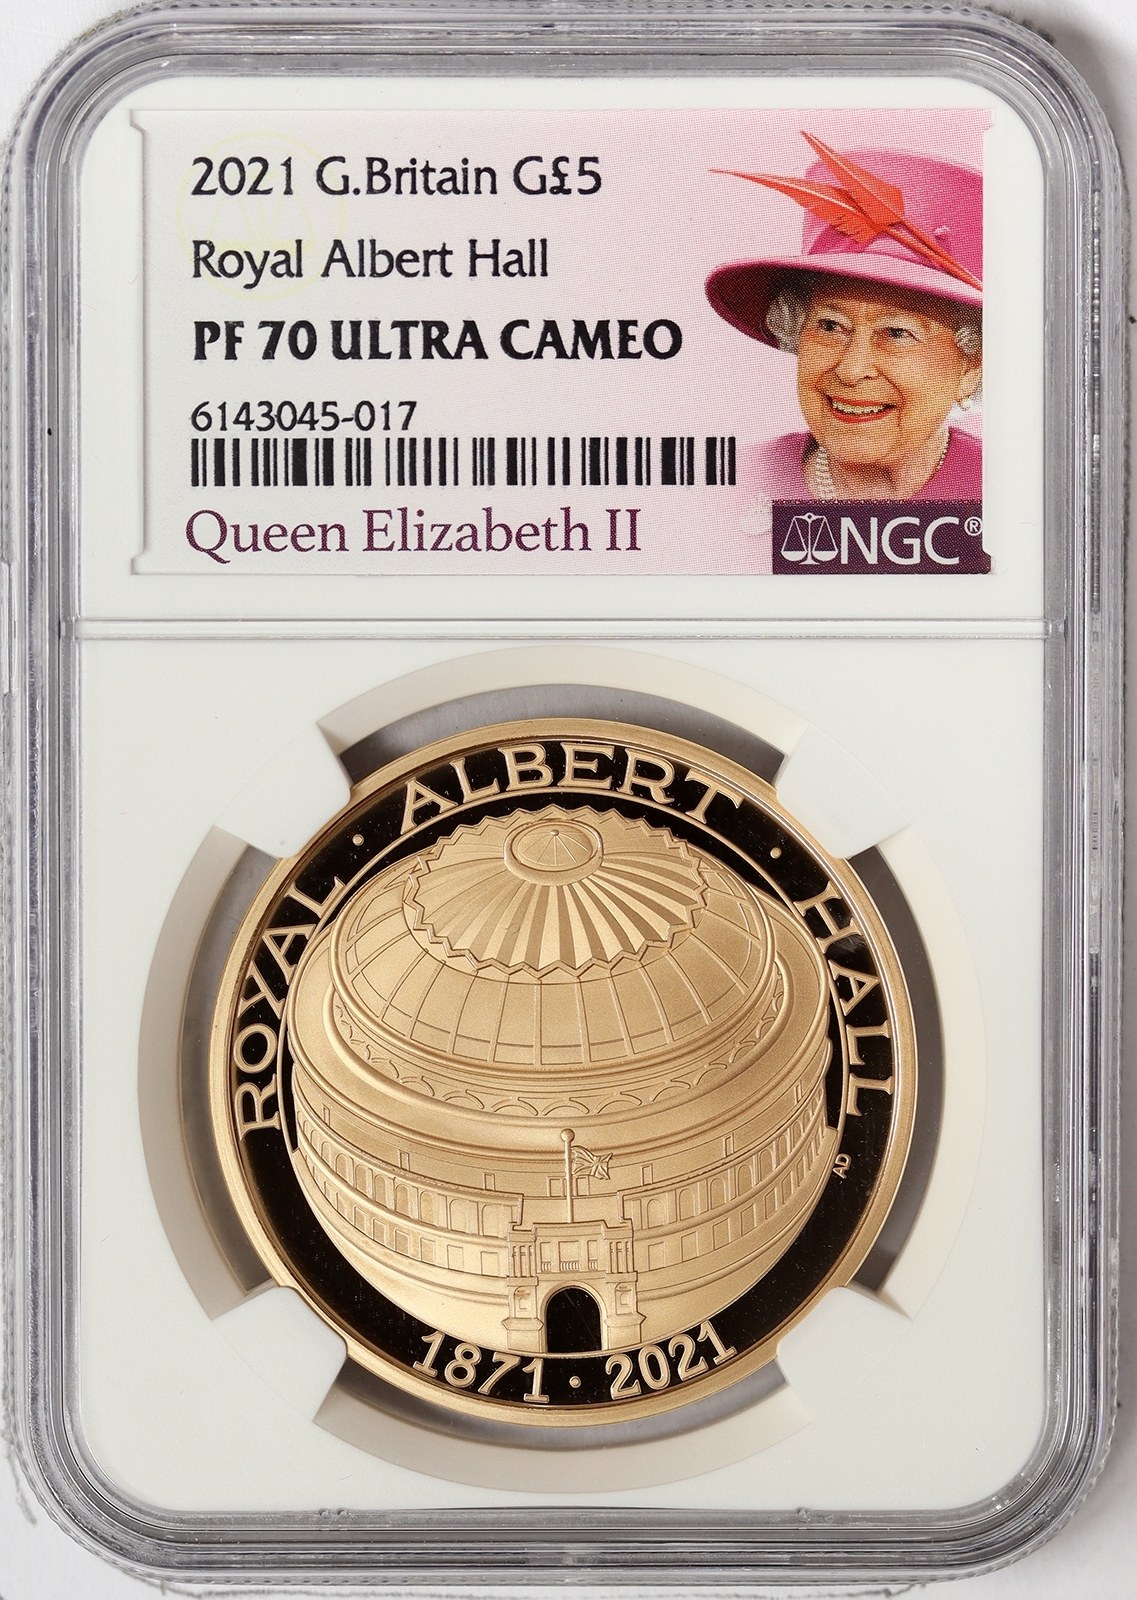 2021 G.Britain G£5
Royal Albert Hall
PF 70 ULTRA CAMEO
6143045-017
Queen Elizabeth II
NGC®
ROYAL · ALBERT · HALL
AD
1871 · 2021